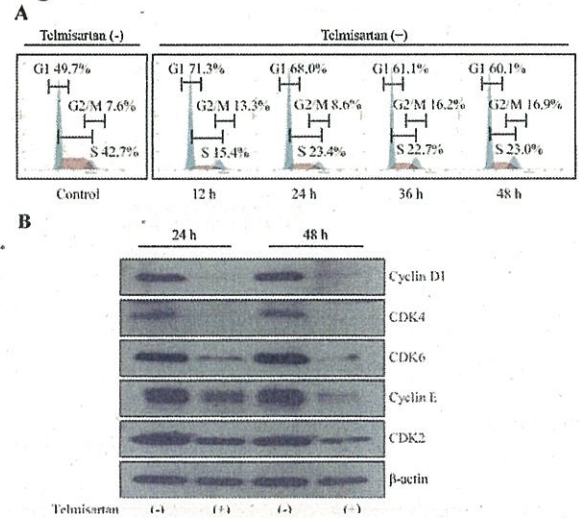 A
Telmisartan (-) Telmisartan (−)
G1 49.7% G1 71.3% G1 68.0% G1 61.1% G1 60.1%
G2/M 7.6% G2/M 13.3% G2/M 8.6% G2/M 16.2% G2/M 16.9%
S 42.7% S 15.4% S 23.4% S 22.7% S 23.0%
Control 12 h 24 h 36 h 48 h
B
24 h 48 h
Cyclin D1
CDK4
CDK6
Cyclin E
CDK2
β-actin
Telmisartan (-) (+) (-) (+)